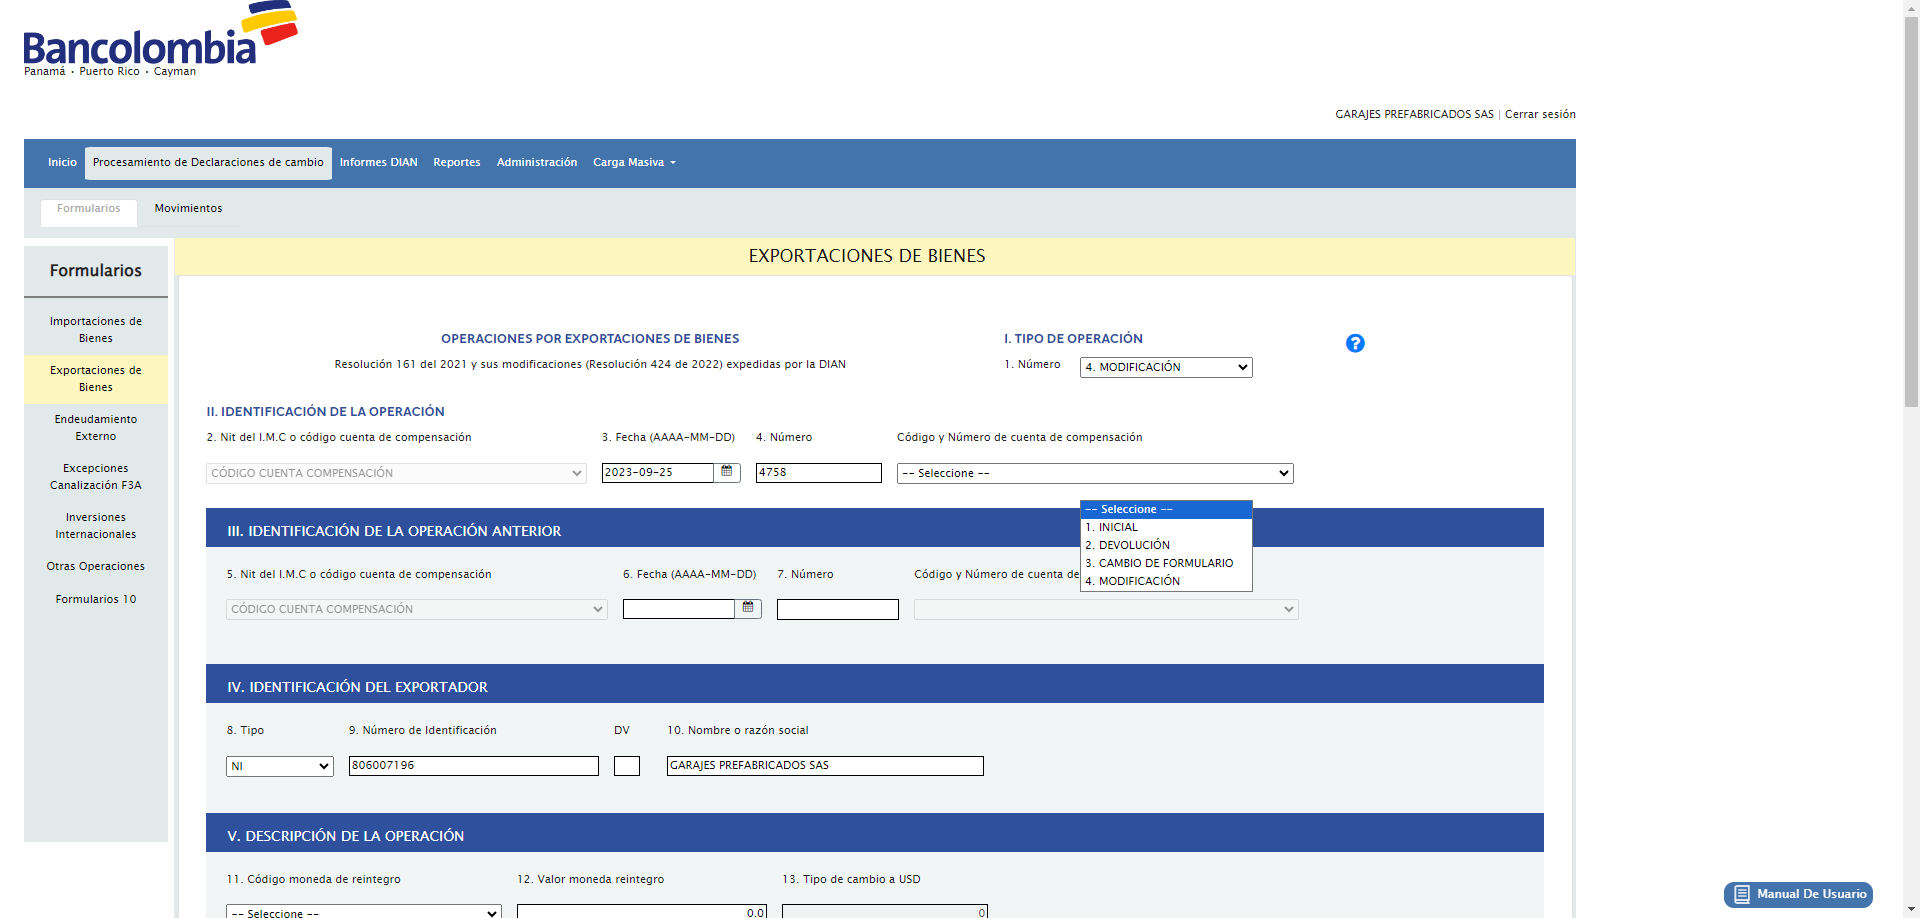 Bancolombia
Panamá • Puerto Rico • Cayman
GARAJES PREFABRICADOS SAS | Cerrar sesión
Inicio Procesamiento de Declaraciones de cambio Informes DIAN Reportes Administración Carga Masiva
Formularios Movimientos
Formularios
Importaciones de
Bienes
Exportaciones de
Bienes
Endeudamiento
Externo
Excepciones
Canalización F3A
Inversiones
Internacionales
Otras Operaciones
Formularios 10
EXPORTACIONES DE BIENES
OPERACIONES POR EXPORTACIONES DE BIENES
Resolución 161 del 2021 y sus modificaciones (Resolución 424 de 2022) expedidas por la DIAN
I. TIPO DE OPERACIÓN
?
1. Número 4. MODIFICACIÓN
II. IDENTIFICACIÓN DE LA OPERACIÓN
2. Nit del I.M.C o código cuenta de compensación 3. Fecha (AAAA-MM-DD) 4. Número Código y Número de cuenta de compensación
CÓDIGO CUENTA COMPENSACIÓN 2023-09-25 4758 -- Seleccione --
-- Seleccione --
1. INICIAL
2. DEVOLUCIÓN
3. CAMBIO DE FORMULARIO
4. MODIFICACIÓN
III. IDENTIFICACIÓN DE LA OPERACIÓN ANTERIOR
5. Nit del I.M.C o código cuenta de compensación 6. Fecha (AAAA-MM-DD) 7. Número Código y Número de cuenta de
CÓDIGO CUENTA COMPENSACIÓN
IV. IDENTIFICACIÓN DEL EXPORTADOR
8. Tipo 9. Número de Identificación DV 10. Nombre o razón social
NI 806007196 GARAJES PREFABRICADOS SAS
V. DESCRIPCIÓN DE LA OPERACIÓN
11. Código moneda de reintegro 12. Valor moneda reintegro 13. Tipo de cambio a USD
-- Seleccione -- 0.0 0
Manual De Usuario